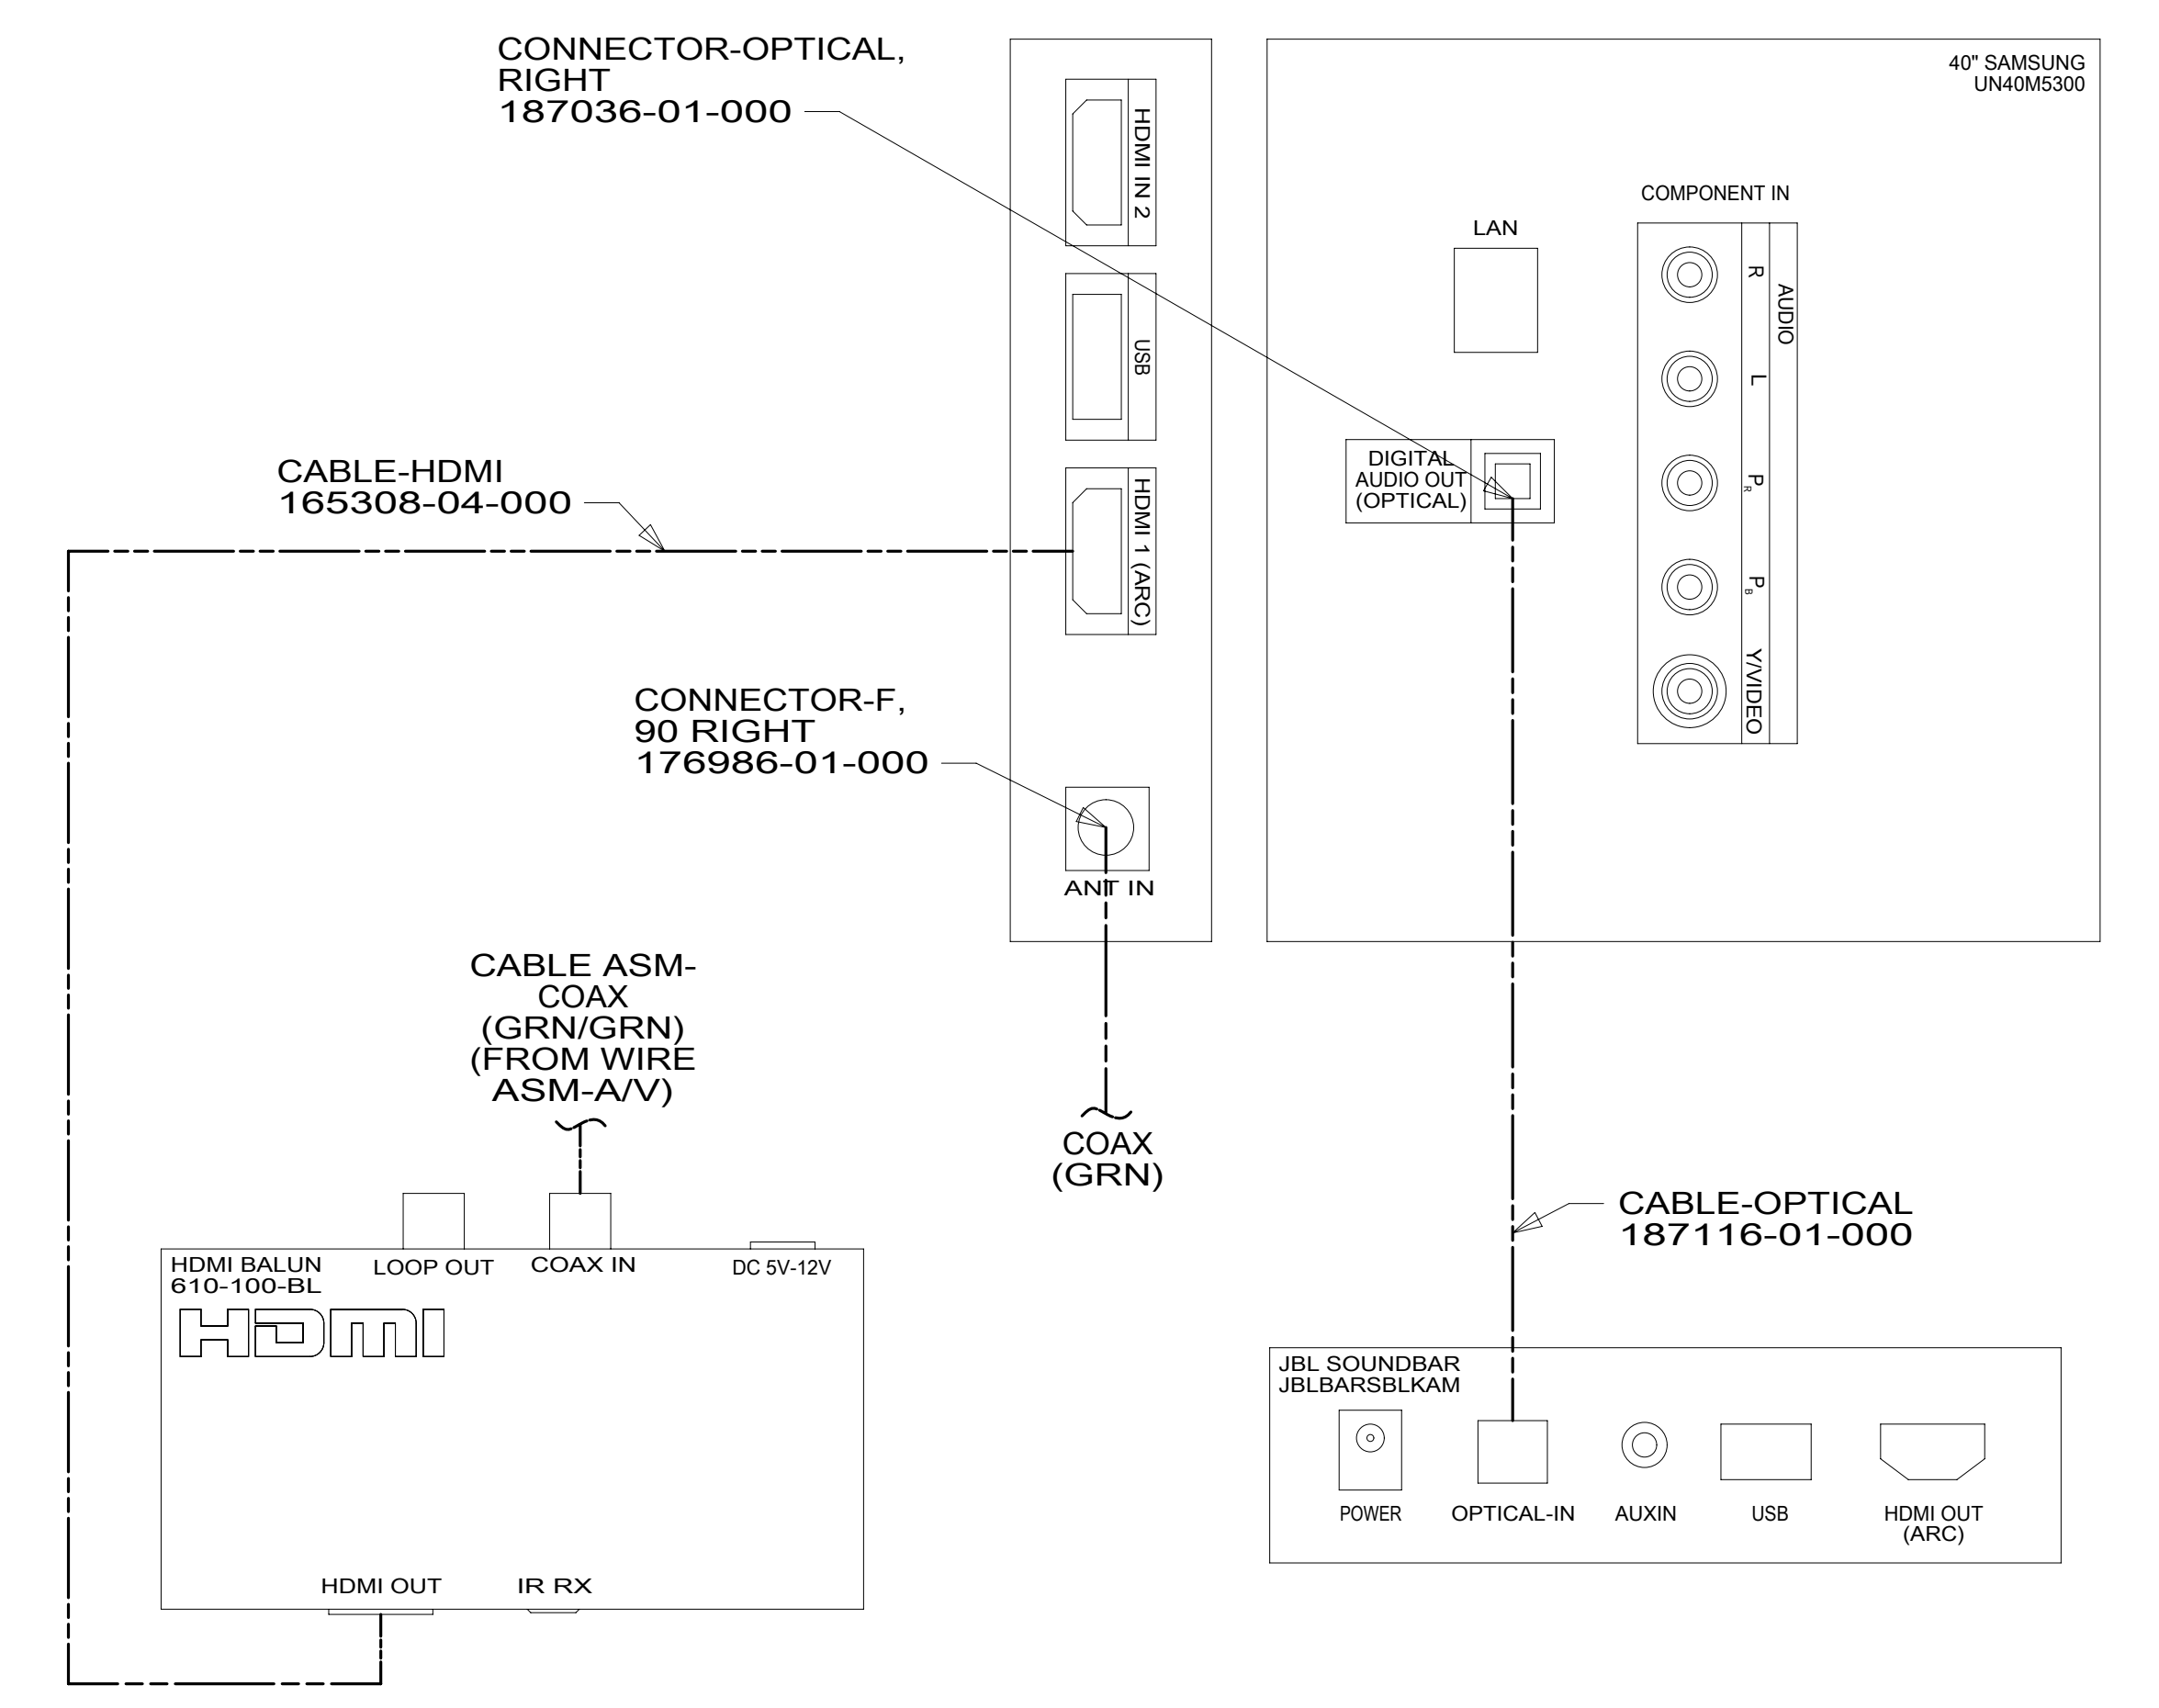 CONNECTOR-OPTICAL,
RIGHT
187036-01-000
40" SAMSUNG
UN40M5300
HDMI IN 2
USB
HDMI 1 (ARC)
ANT IN
COMPONENT IN
LAN
R
L
PR
PB
Y/VIDEO
AUDIO
DIGITAL
AUDIO OUT
(OPTICAL)
CABLE-HDMI
165308-04-000
CONNECTOR-F,
90 RIGHT
176986-01-000
CABLE ASM-
COAX
(GRN/GRN)
(FROM WIRE
ASM-A/V)
COAX
(GRN)
CABLE-OPTICAL
187116-01-000
HDMI BALUN
610-100-BL
LOOP OUT
COAX IN
DC 5V-12V
HDMI
HDMI OUT
IR RX
JBL SOUNDBAR
JBLBARSBLKAM
POWER
OPTICAL-IN
AUXIN
USB
HDMI OUT
(ARC)